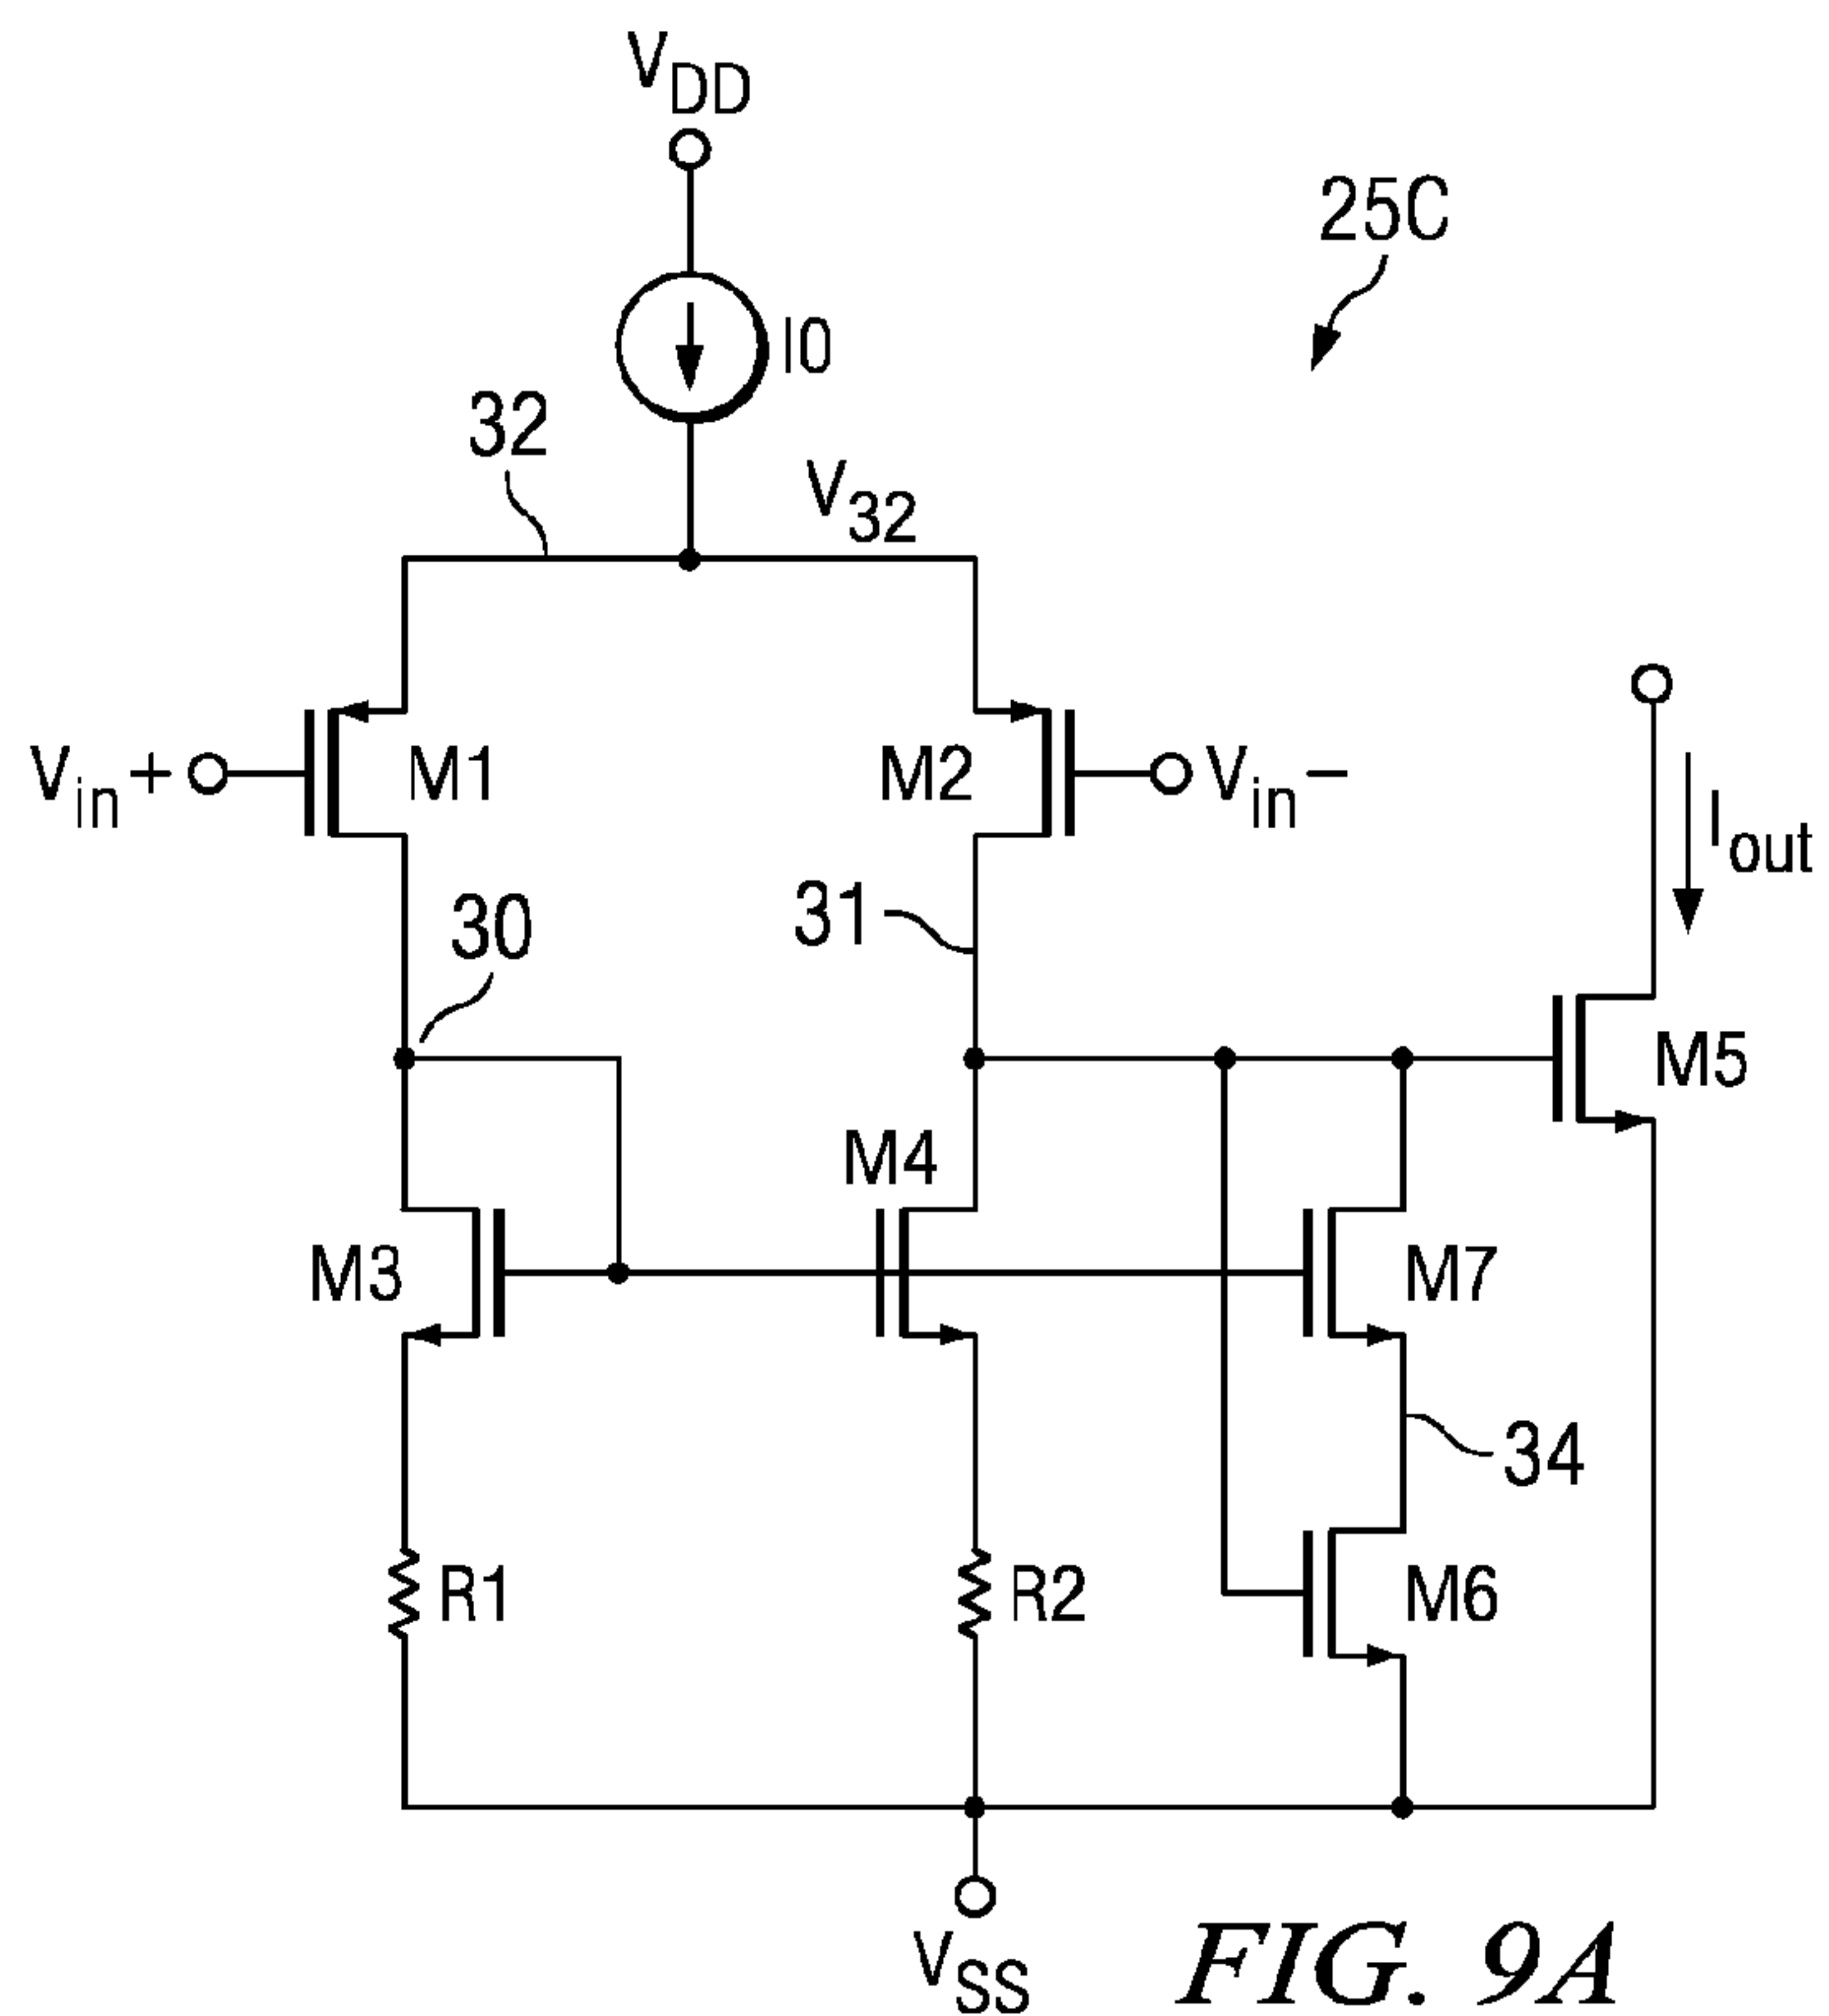 VDD
25C
I0
32
V32
Vin+
M1
M2
Vin−
Iout
30
31
M5
M4
M3
M7
34
R1
R2
M6
VSS
FIG. 9A